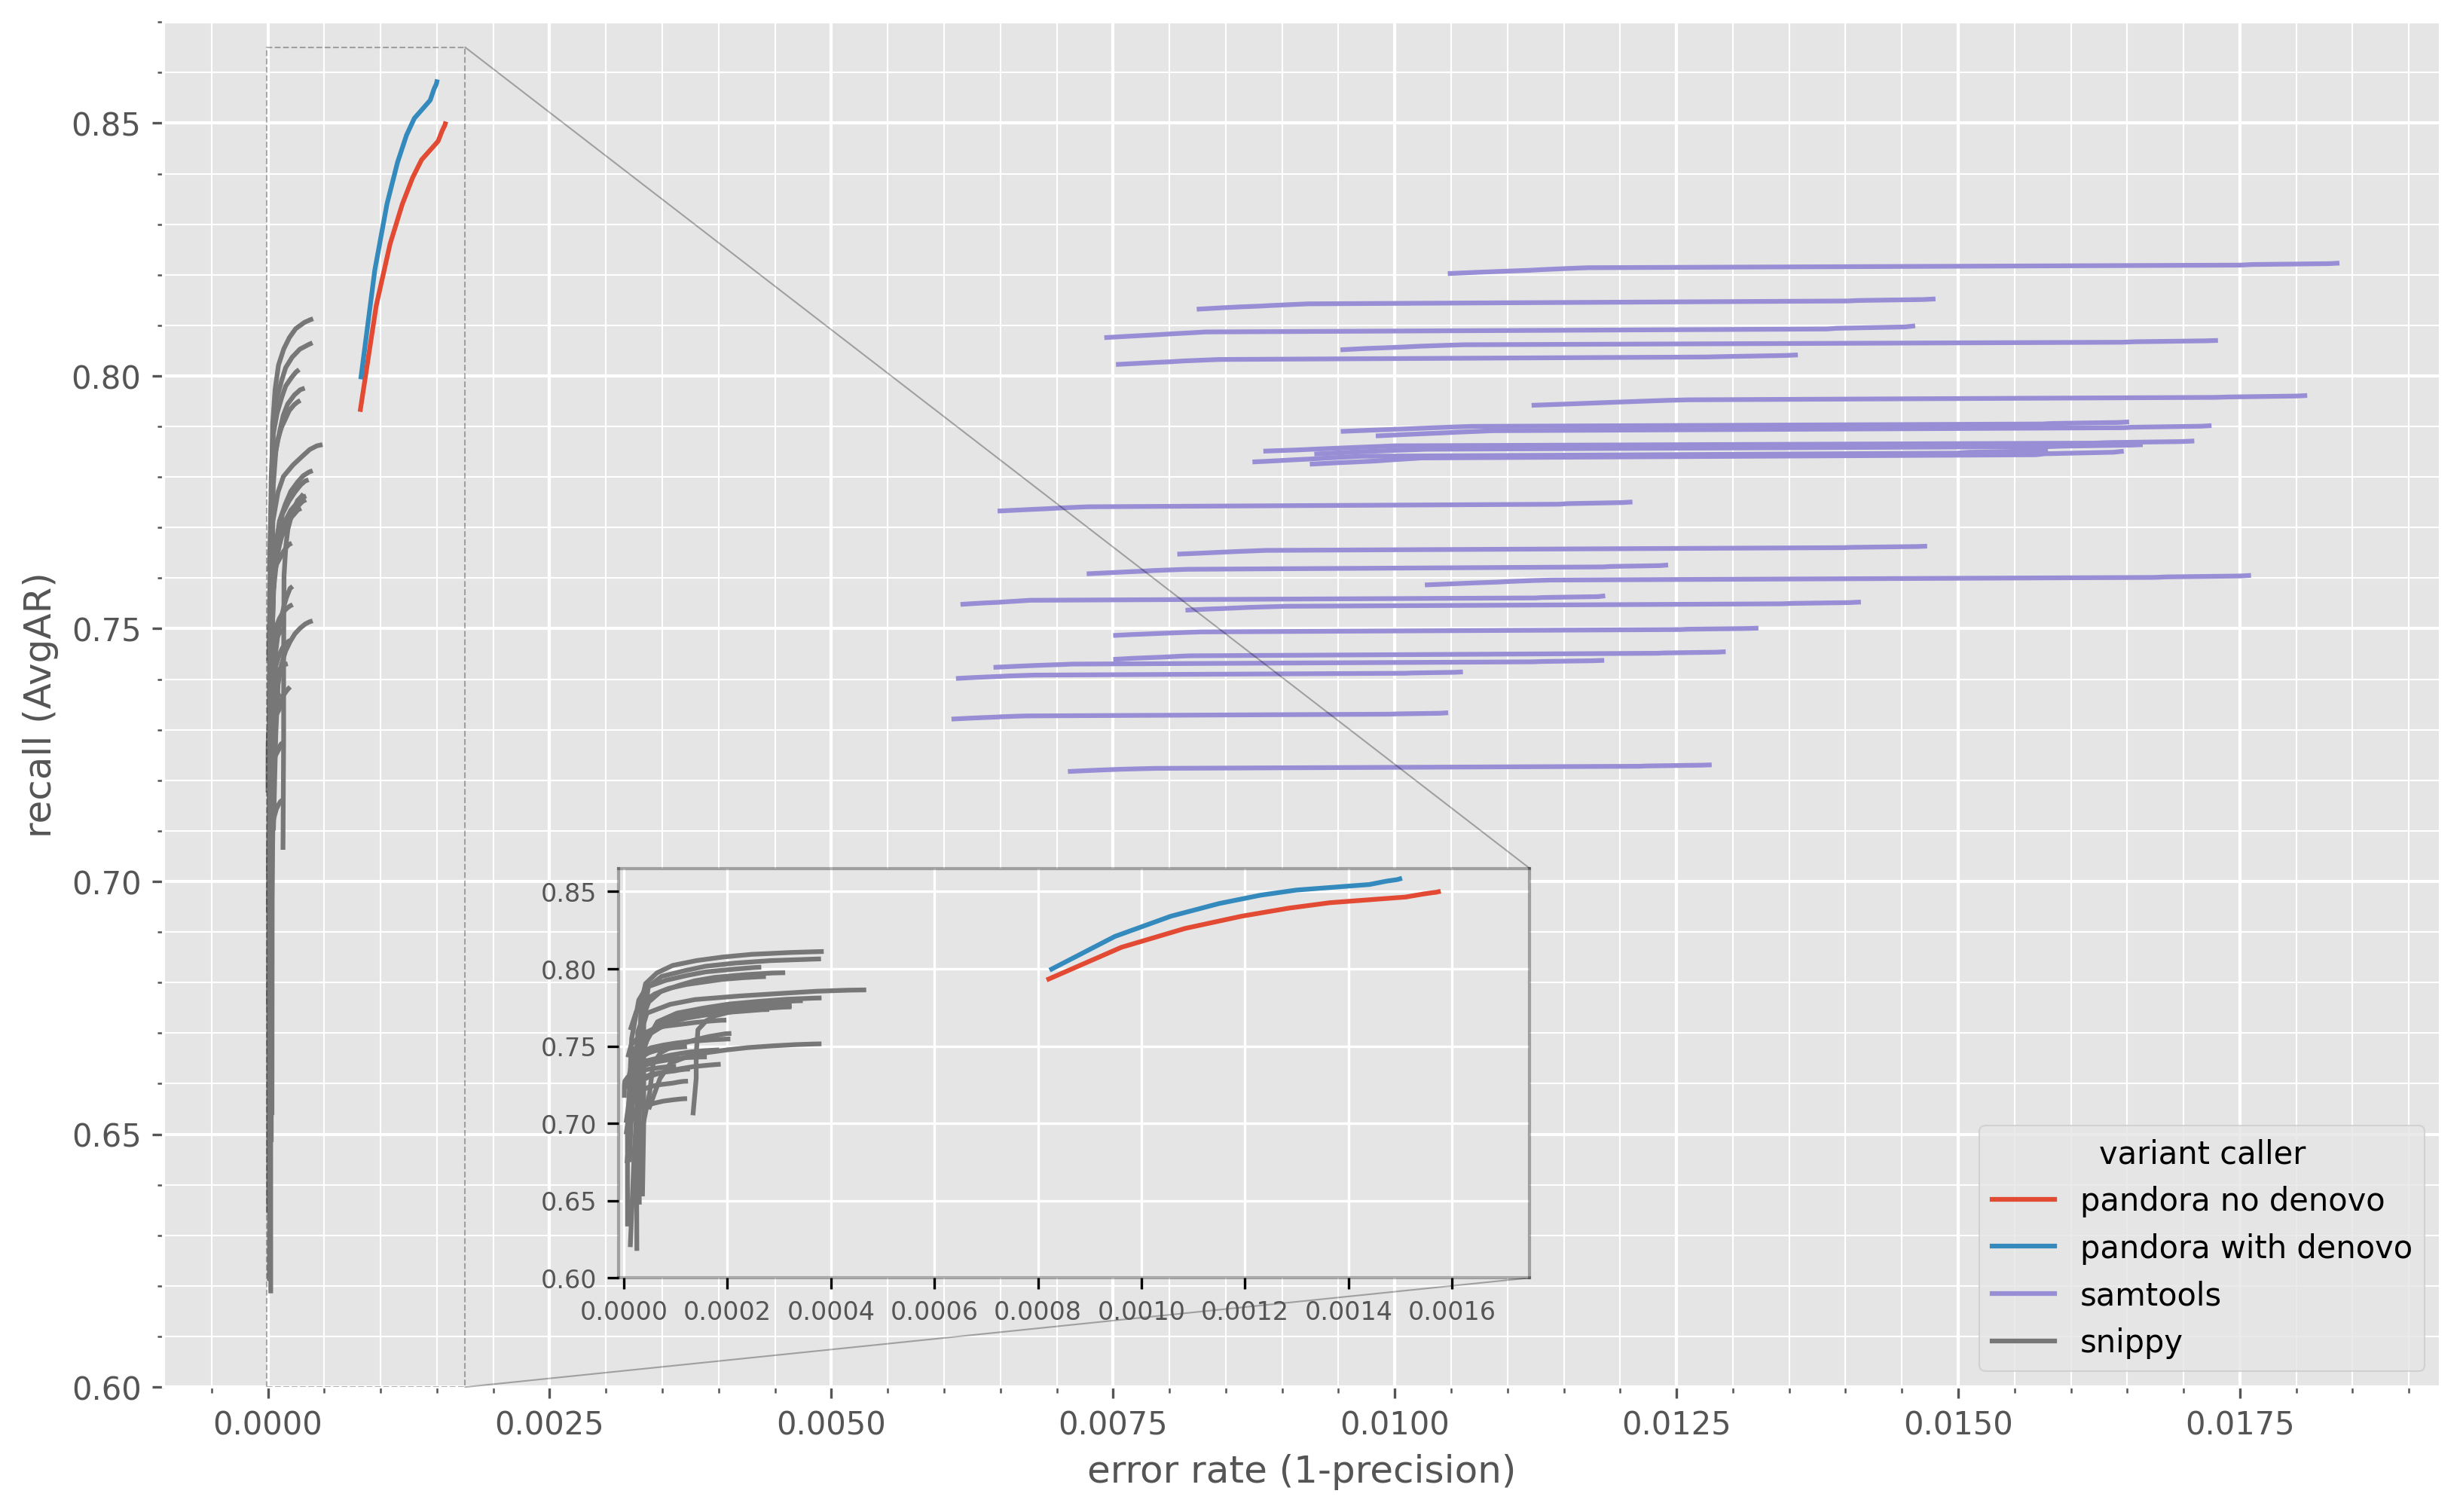 0.85
0.80
0.75
0.70
0.65
0.60
recall (AvgAR)
0.85
0.80
0.75
0.70
0.65
0.60
0.0000 0.0002 0.0004 0.0006 0.0008 0.0010 0.0012 0.0014 0.0016
variant caller
pandora no denovo
pandora with denovo
samtools
snippy
0.0000 0.0025 0.0050 0.0075 0.0100 0.0125 0.0150 0.0175
error rate (1-precision)